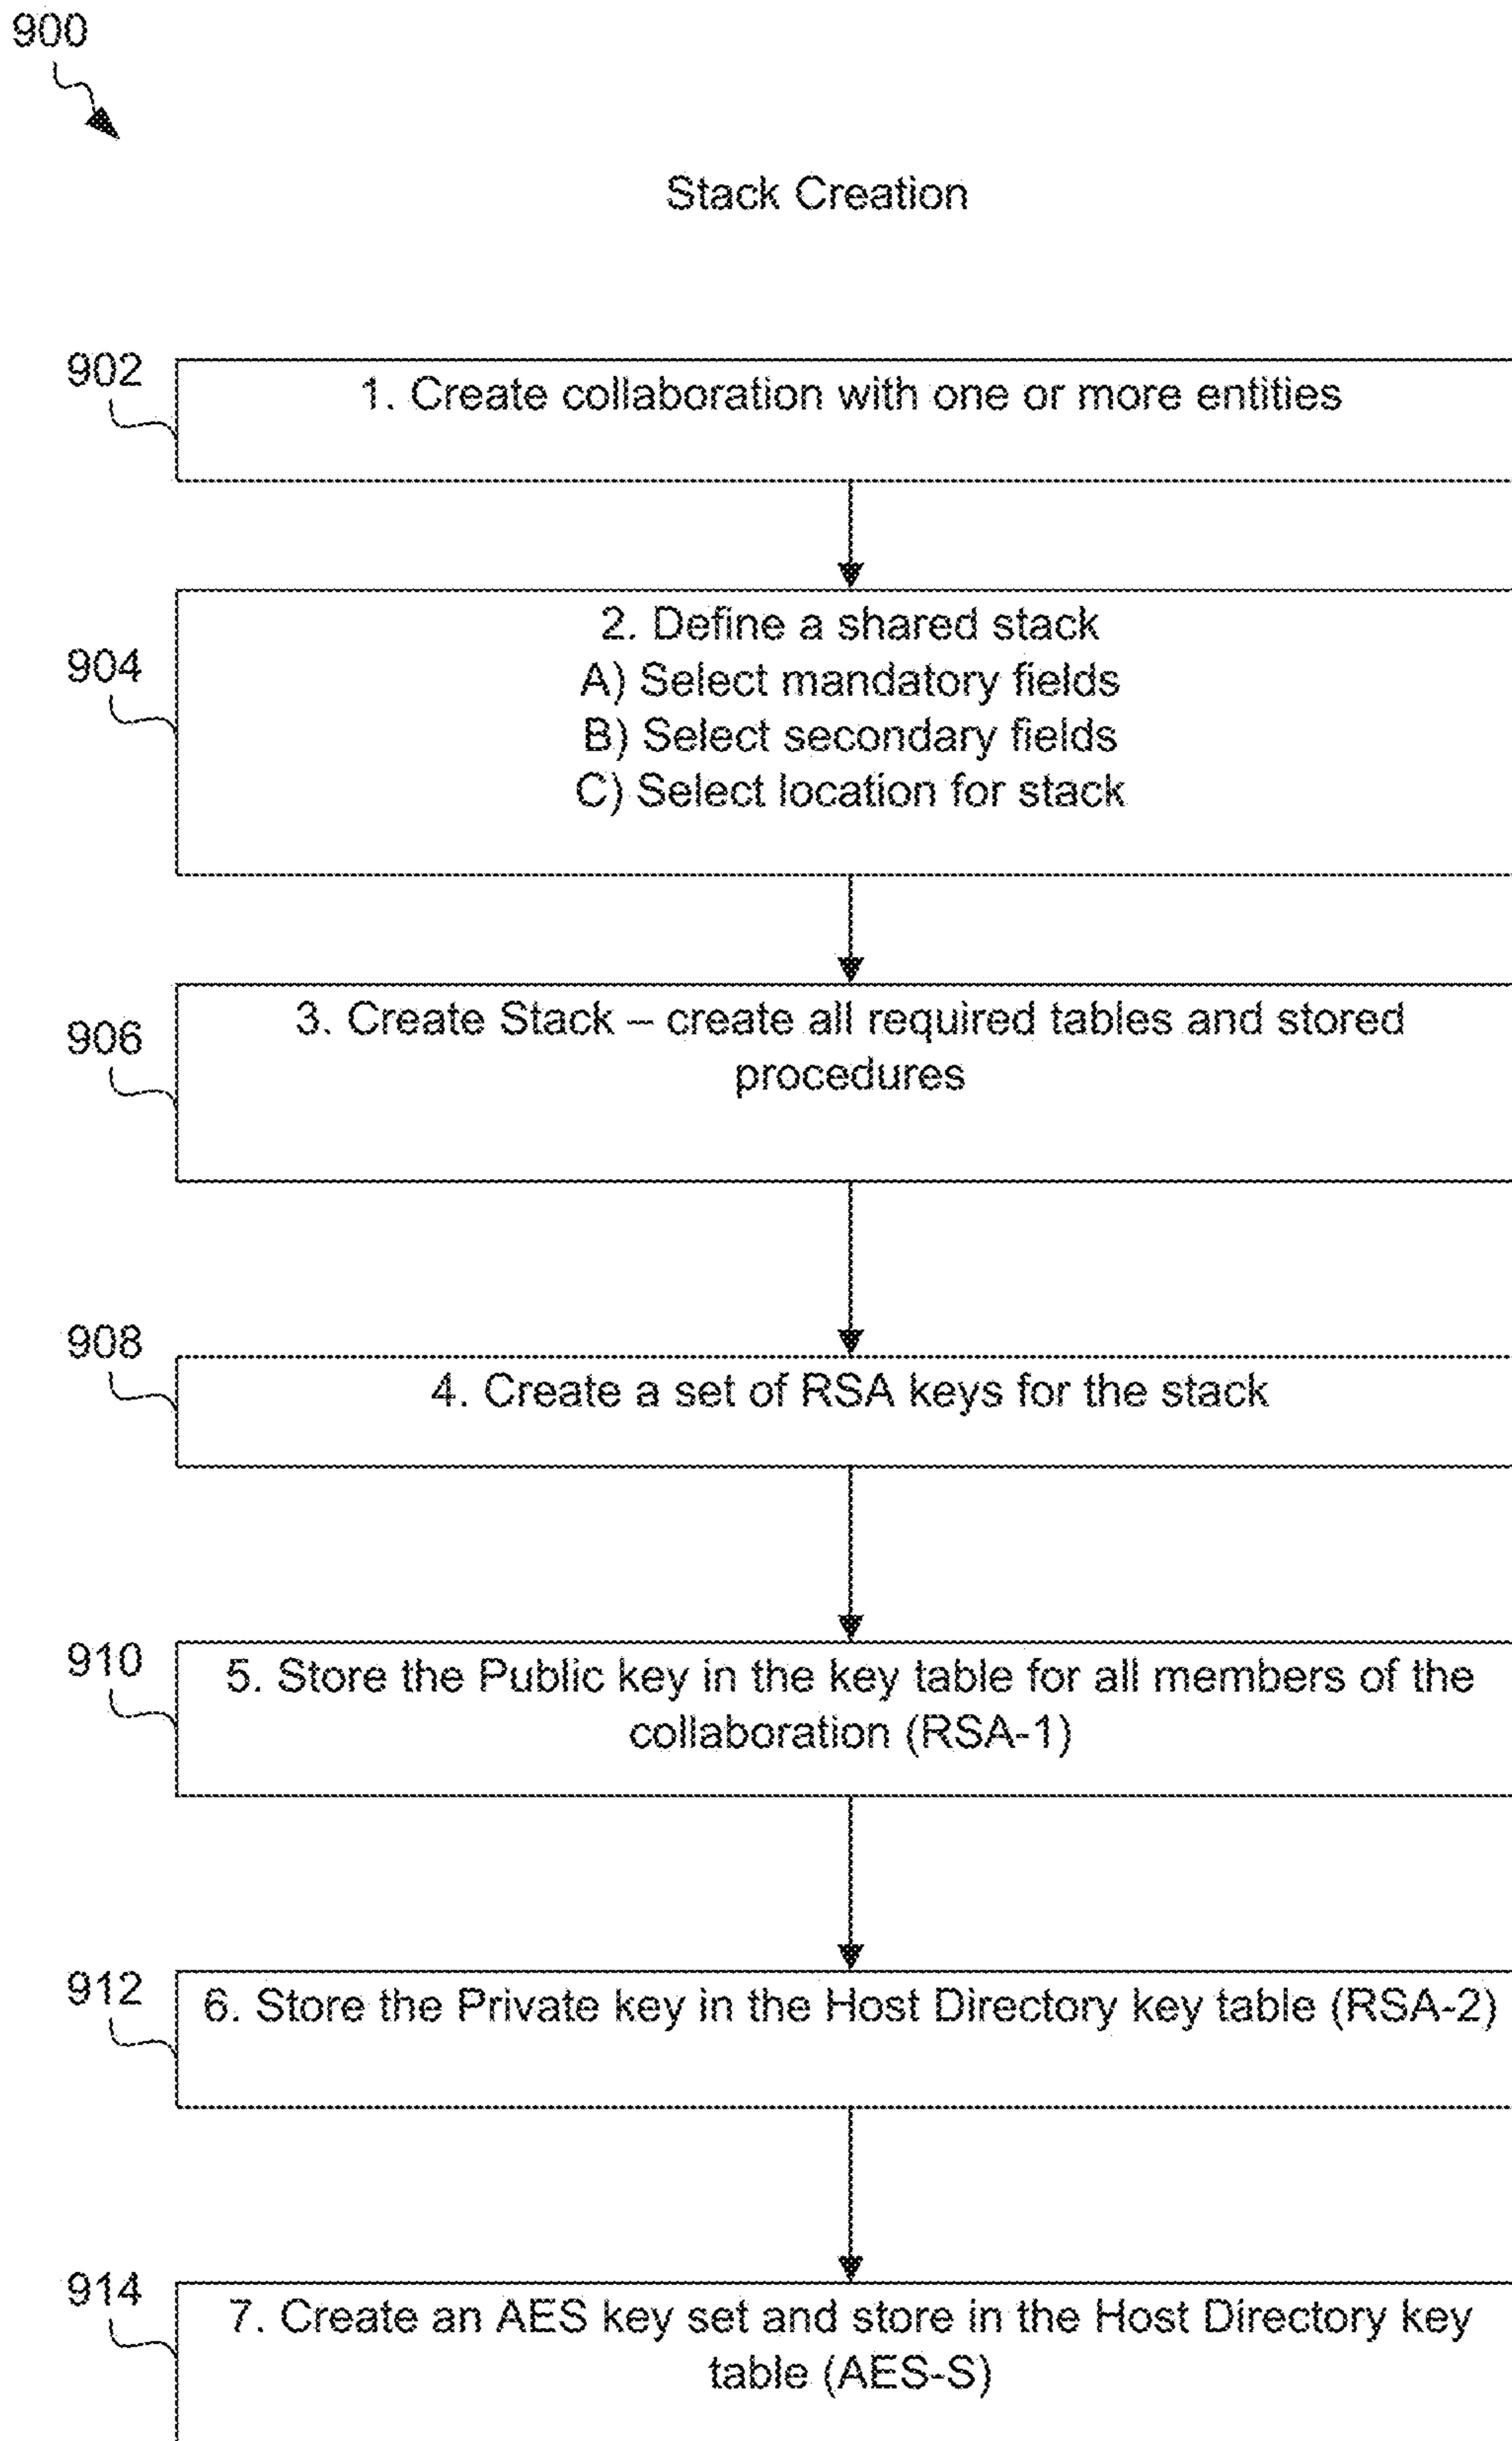 900
Stack Creation
902
1. Create collaboration with one or more entities
904
2. Define a shared stack
A) Select mandatory fields
B) Select secondary fields
C) Select location for stack
906
3. Create Stack – create all required tables and stored
procedures
908
4. Create a set of RSA keys for the stack
910
5. Store the Public key in the key table for all members of the
collaboration (RSA-1)
912
6. Store the Private key in the Host Directory key table (RSA-2)
914
7. Create an AES key set and store in the Host Directory key
table (AES-S)